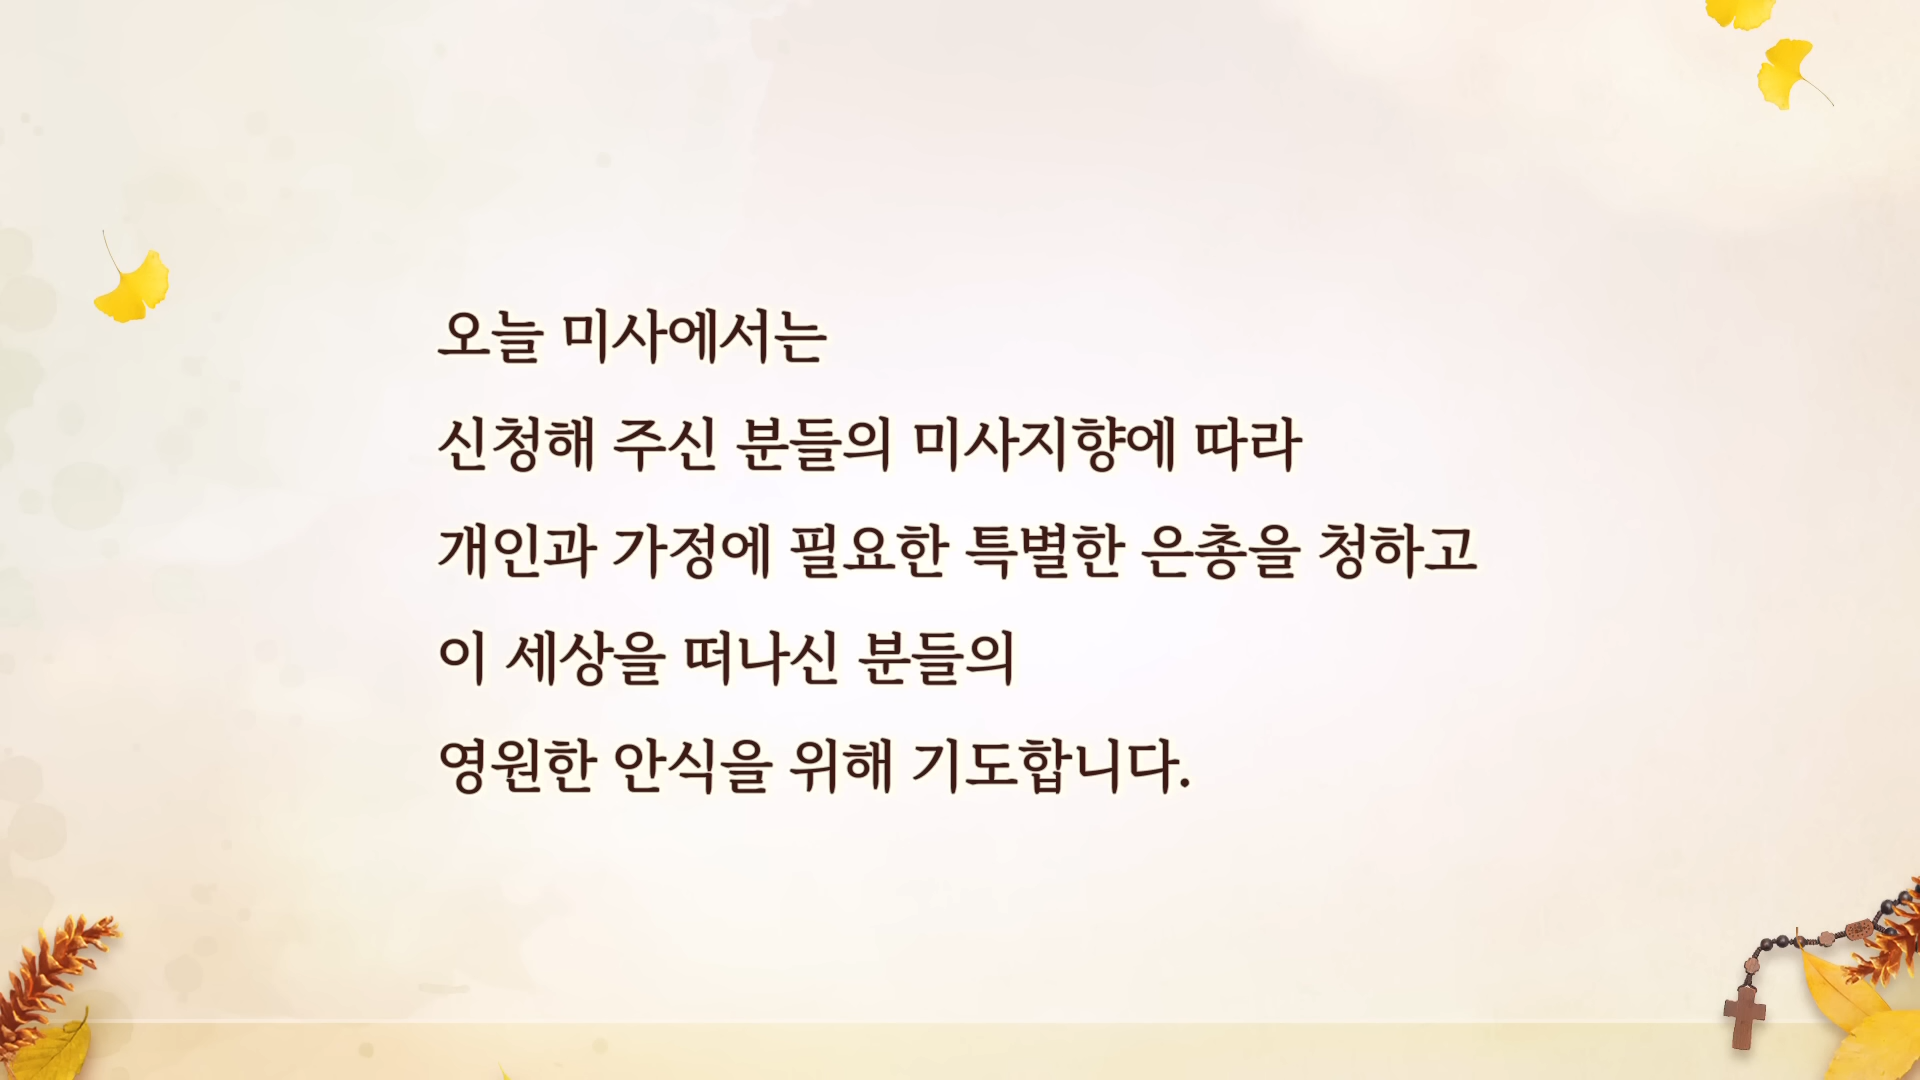 오늘 미사에서는
신청해 주신 분들의 미사지향에 따라
개인과 가정에 필요한 특별한 은총을 청하고
이 세상을 떠나신 분들의
영원한 안식을 위해 기도합니다.